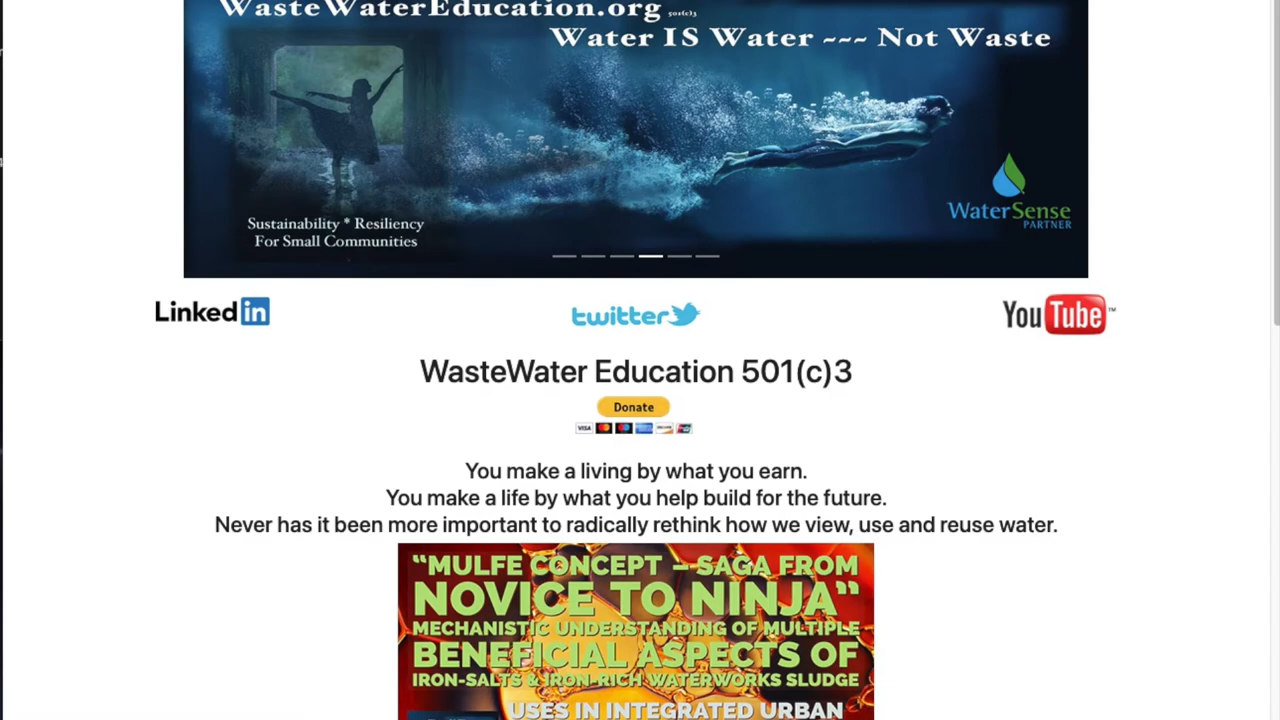 WasteWaterEducation.org 501(c)3
Water IS Water ~~~ Not Waste
Sustainability * Resiliency
For Small Communities
WaterSense
PARTNER
Linked in
twitter
YouTube™
WasteWater Education 501(c)3
Donate
VISA
You make a living by what you earn.
You make a life by what you help build for the future.
Never has it been more important to radically rethink how we view, use and reuse water.
“MULFE CONCEPT – SAGA FROM
NOVICE TO NINJA”
MECHANISTIC UNDERSTANDING OF MULTIPLE
BENEFICIAL ASPECTS OF
IRON-SALTS & IRON-RICH WATERWORKS SLUDGE
USES IN INTEGRATED URBAN